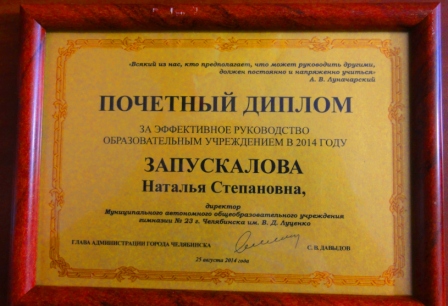 «Всякий из нас, кто предполагает, что может руководить другими,
должен постоянно и напряженно учиться»
А. В. Луначарский
ПОЧЕТНЫЙ ДИПЛОМ
ЗА ЭФФЕКТИВНОЕ РУКОВОДСТВО
ОБРАЗОВАТЕЛЬНЫМ УЧРЕЖДЕНИЕМ В 2014 ГОДУ
ЗАПУСКАЛОВА
Наталья Степановна,
директор
Муниципального автономного общеобразовательного учреждения
гимназии № 23 г. Челябинска им. В. Д. Луценко
ГЛАВА АДМИНИСТРАЦИИ ГОРОДА ЧЕЛЯБИНСКА С. В. ДАВЫДОВ
25 августа 2014 года